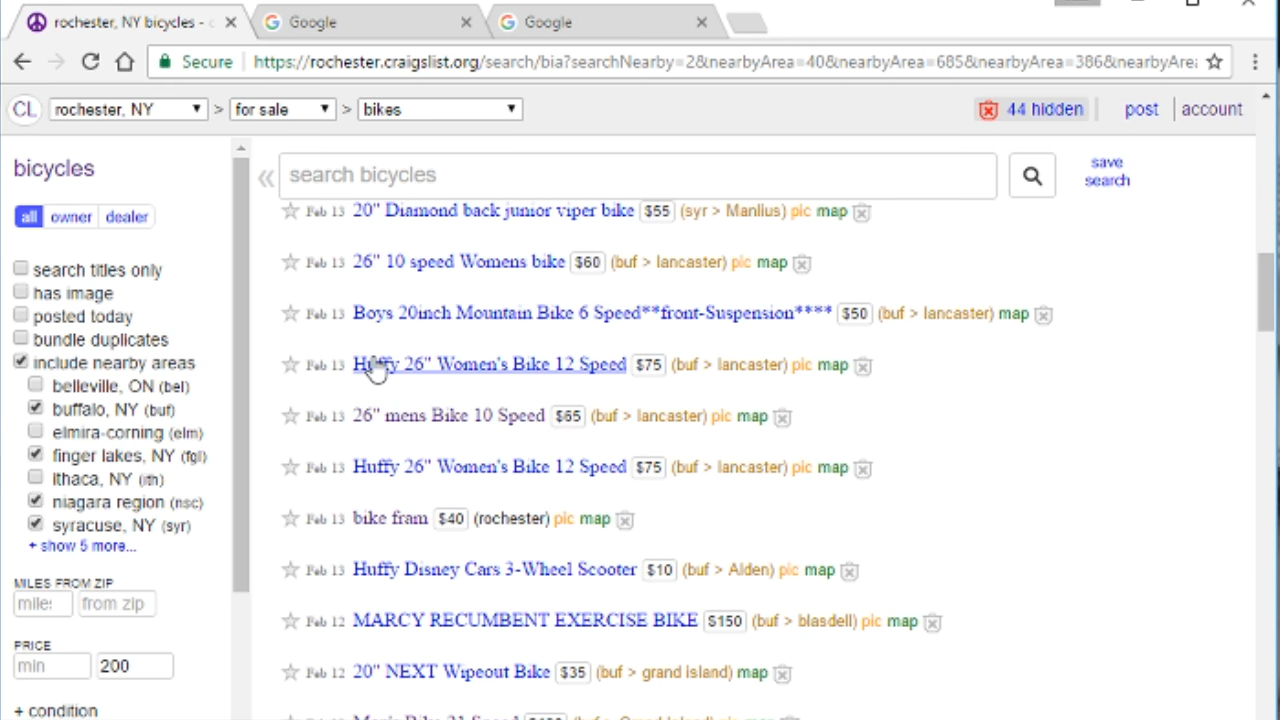 rochester, NY bicycles -
Google
Google
Secure https://rochester.craigslist.org/search/bia?searchNearby=2&nearbyArea=40&nearbyArea=685&nearbyArea=386&nearbyArea
CL rochester, NY > for sale > bikes 44 hidden post account
bicycles
all owner dealer
search titles only
has image
posted today
bundle duplicates
include nearby areas
belleville, ON (bel)
buffalo, NY (buf)
elmira-corning (elm)
finger lakes, NY (fgl)
ithaca, NY (ith)
niagara region (nsc)
syracuse, NY (syr)
+ show 5 more...
MILES FROM ZIP
miles from zip
PRICE
min 200
+ condition
« search bicycles save search
Feb 13 20" Diamond back junior viper bike $55 (syr > Manlius) pic map
Feb 13 26" 10 speed Womens bike $60 (buf > lancaster) pic map
Feb 13 Boys 20inch Mountain Bike 6 Speed**front-Suspension**** $50 (buf > lancaster) map
Feb 13 Huffy 26" Women's Bike 12 Speed $75 (buf > lancaster) pic map
Feb 13 26" mens Bike 10 Speed $65 (buf > lancaster) pic map
Feb 13 Huffy 26" Women's Bike 12 Speed $75 (buf > lancaster) pic map
Feb 13 bike fram $40 (rochester) pic map
Feb 13 Huffy Disney Cars 3-Wheel Scooter $10 (buf > Alden) pic map
Feb 12 MARCY RECUMBENT EXERCISE BIKE $150 (buf > blasdell) pic map
Feb 12 20" NEXT Wipeout Bike $35 (buf > grand island) map